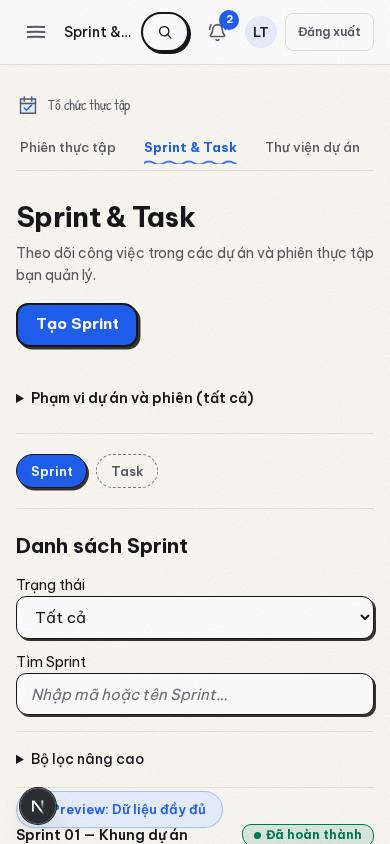 Sprint &...
2
LT
Đăng xuất
Tổ chức thực tập
Phiên thực tập
Sprint & Task
Thư viện dự án
Sprint & Task
Theo dõi công việc trong các dự án và phiên thực tập
bạn quản lý.
Tạo Sprint
Phạm vi dự án và phiên (tất cả)
Sprint
Task
Danh sách Sprint
Trạng thái
Tất cả
Tìm Sprint
Nhập mã hoặc tên Sprint...
Bộ lọc nâng cao
N
Preview: Dữ liệu đầy đủ
Sprint 01 — Khung dự án
Đã hoàn thành